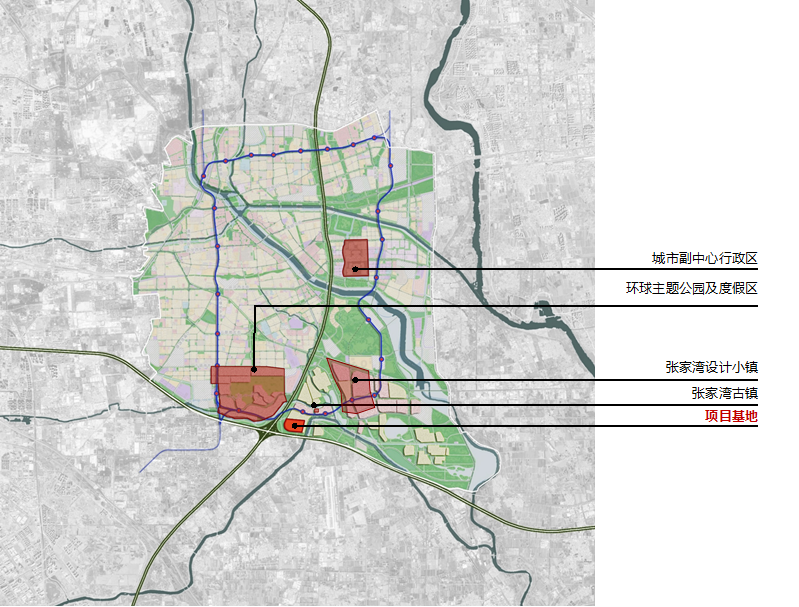 城市副中心行政区
环球主题公园及度假区
张家湾设计小镇
张家湾古镇
项目基地